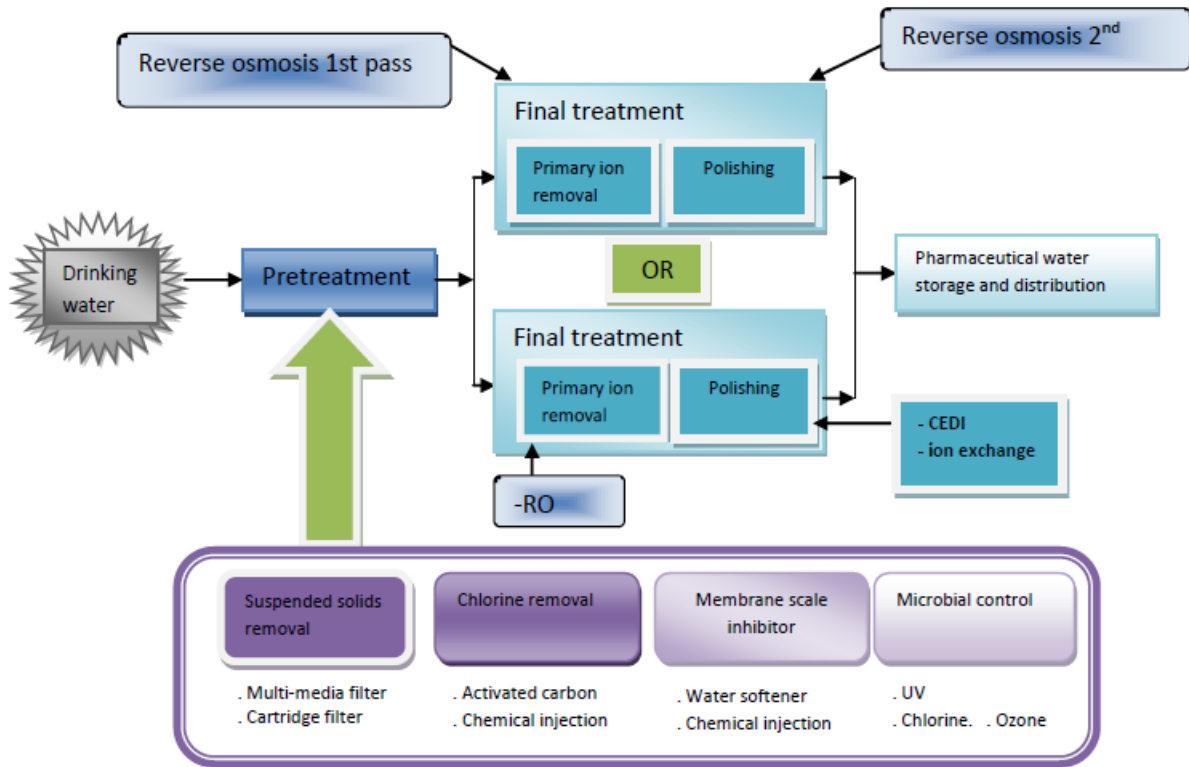 Reverse osmosis 1st pass
Reverse osmosis 2nd
Final treatment
Primary ion
removal
Polishing
OR
Drinking
water
Pretreatment
Pharmaceutical water
storage and distribution
Final treatment
Primary ion
removal
Polishing
- CEDI
- ion exchange
-RO
Suspended solids
removal
. Multi-media filter
. Cartridge filter
Chlorine removal
. Activated carbon
. Chemical injection
Membrane scale
inhibitor
. Water softener
. Chemical injection
Microbial control
. UV
. Chlorine. . Ozone